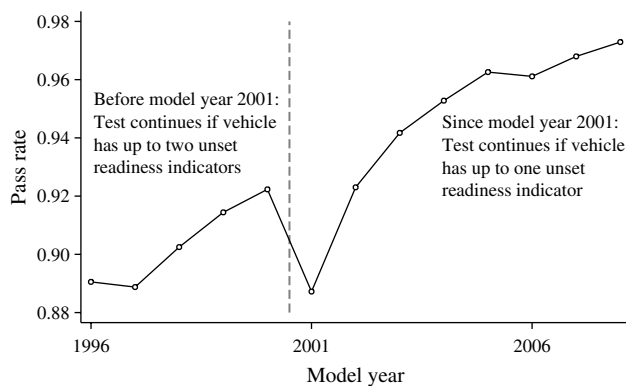 0.98
0.96
0.94
0.92
0.90
0.88
Pass rate
Before model year 2001:
Test continues if vehicle
has up to two unset
readiness indicators
Since model year 2001:
Test continues if vehicle
has up to one unset
readiness indicator
1996
2001
2006
Model year